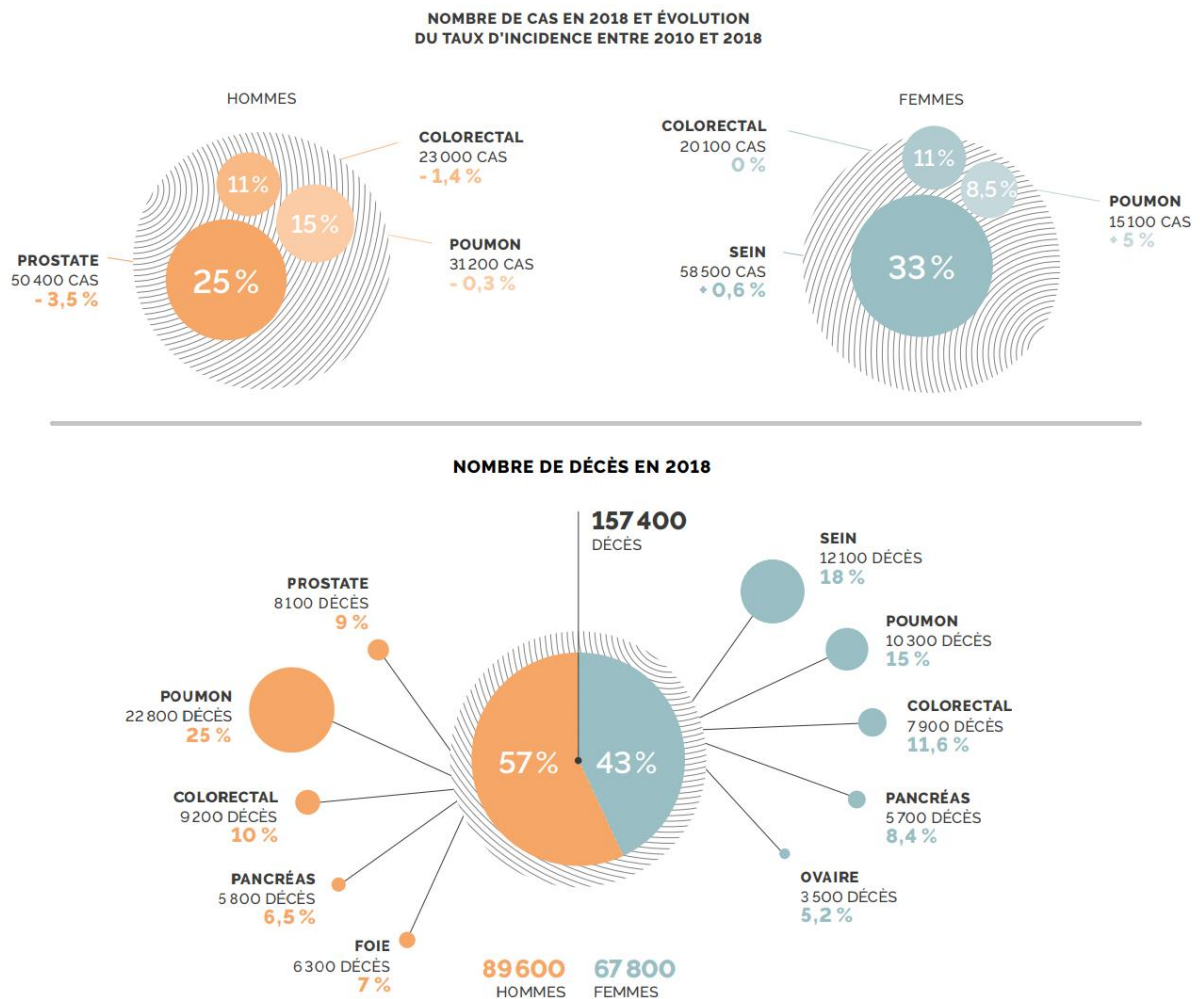 NOMBRE DE CAS EN 2018 ET ÉVOLUTION
DU TAUX D'INCIDENCE ENTRE 2010 ET 2018
HOMMES
COLORECTAL
23 000 CAS
- 1,4 %
11 %
15 %
25 %
POUMON
31 200 CAS
- 0,3 %
PROSTATE
50 400 CAS
- 3,5 %
FEMMES
COLORECTAL
20 100 CAS
0 %
11 %
8,5 %
33 %
POUMON
15 100 CAS
+ 5 %
SEIN
58 500 CAS
+ 0,6 %
NOMBRE DE DÉCÈS EN 2018
157 400
DÉCÈS
PROSTATE
8 100 DÉCÈS
9 %
POUMON
22 800 DÉCÈS
25 %
COLORECTAL
9 200 DÉCÈS
10 %
PANCRÉAS
5 800 DÉCÈS
6,5 %
FOIE
6 300 DÉCÈS
7 %
57 %
43 %
SEIN
12 100 DÉCÈS
18 %
POUMON
10 300 DÉCÈS
15 %
COLORECTAL
7 900 DÉCÈS
11,6 %
PANCRÉAS
5 700 DÉCÈS
8,4 %
OVAIRE
3 500 DÉCÈS
5,2 %
89 600
HOMMES
67 800
FEMMES